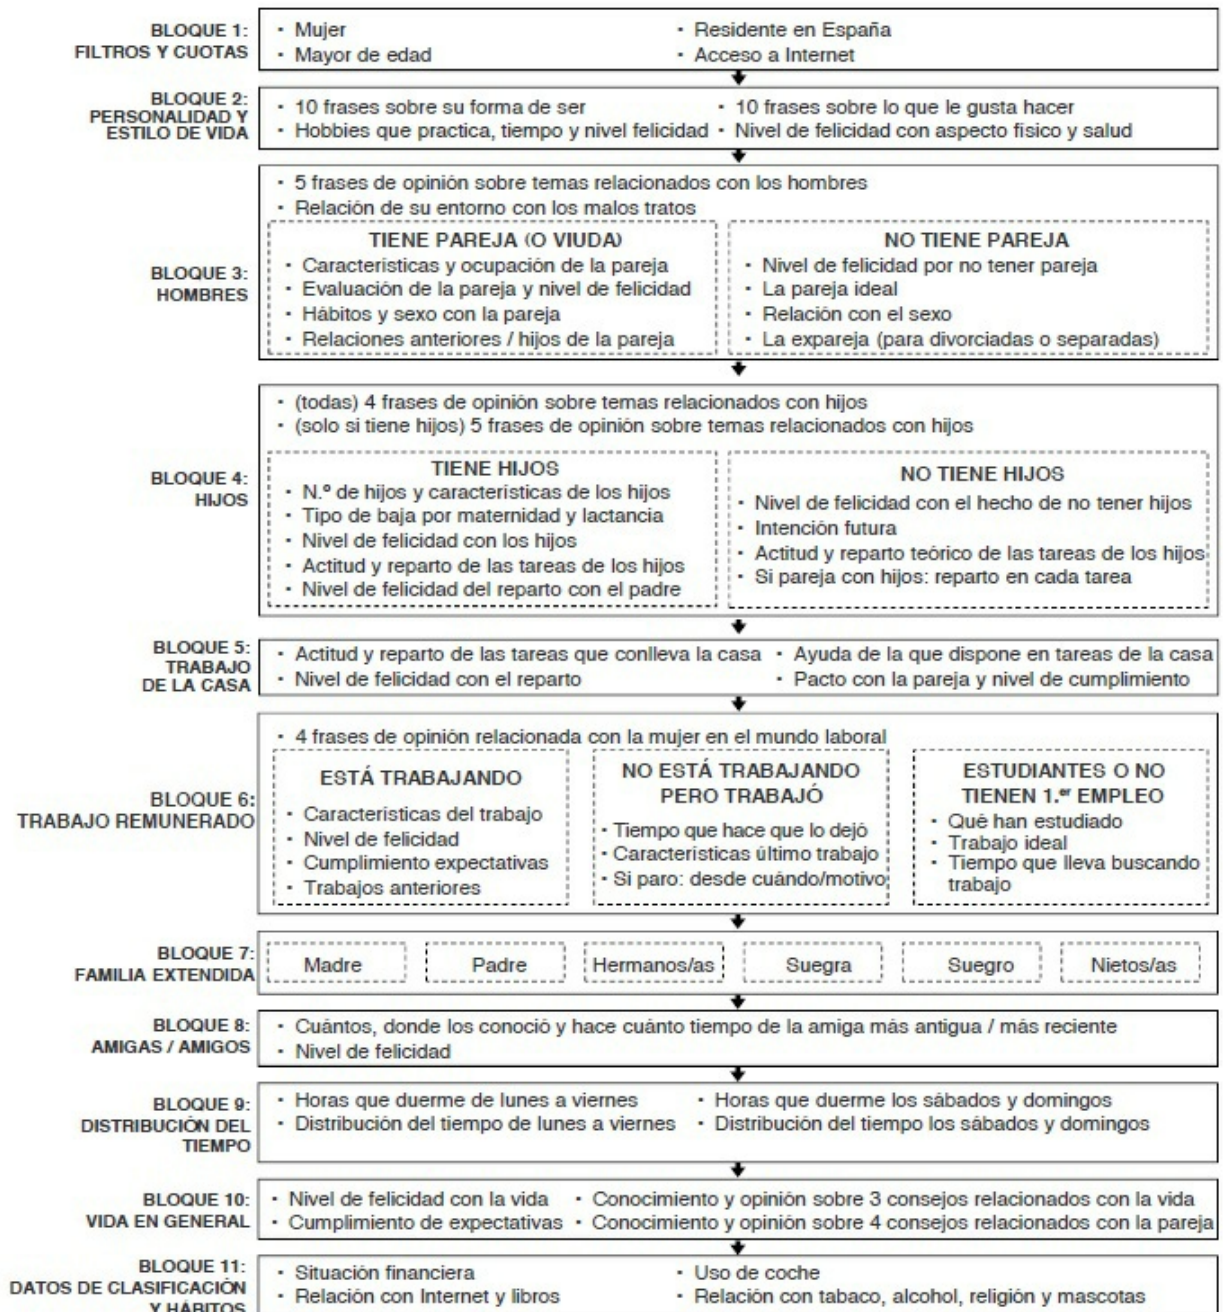 BLOQUE 1:
FILTROS Y CUOTAS
· Mujer
· Mayor de edad
· Residente en España
· Acceso a Internet
BLOQUE 2:
PERSONALIDAD Y
ESTILO DE VIDA
· 10 frases sobre su forma de ser
· Hobbies que practica, tiempo y nivel felicidad
· 10 frases sobre lo que le gusta hacer
· Nivel de felicidad con aspecto físico y salud
BLOQUE 3:
HOMBRES
· 5 frases de opinión sobre temas relacionados con los hombres
· Relación de su entorno con los malos tratos
TIENE PAREJA (O VIUDA)
· Características y ocupación de la pareja
· Evaluación de la pareja y nivel de felicidad
· Hábitos y sexo con la pareja
· Relaciones anteriores / hijos de la pareja
NO TIENE PAREJA
· Nivel de felicidad por no tener pareja
· La pareja ideal
· Relación con el sexo
· La expareja (para divorciadas o separadas)
BLOQUE 4:
HIJOS
· (todas) 4 frases de opinión sobre temas relacionados con hijos
· (solo si tiene hijos) 5 frases de opinión sobre temas relacionados con hijos
TIENE HIJOS
· N.º de hijos y características de los hijos
· Tipo de baja por maternidad y lactancia
· Nivel de felicidad con los hijos
· Actitud y reparto de las tareas de los hijos
· Nivel de felicidad del reparto con el padre
NO TIENE HIJOS
· Nivel de felicidad con el hecho de no tener hijos
· Intención futura
· Actitud y reparto teórico de las tareas de los hijos
· Si pareja con hijos: reparto en cada tarea
BLOQUE 5:
TRABAJO
DE LA CASA
· Actitud y reparto de las tareas que conlleva la casa
· Nivel de felicidad con el reparto
· Ayuda de la que dispone en tareas de la casa
· Pacto con la pareja y nivel de cumplimiento
BLOQUE 6:
TRABAJO REMUNERADO
· 4 frases de opinión relacionada con la mujer en el mundo laboral
ESTÁ TRABAJANDO
· Características del trabajo
· Nivel de felicidad
· Cumplimiento expectativas
· Trabajos anteriores
NO ESTÁ TRABAJANDO
PERO TRABAJÓ
· Tiempo que hace que lo dejó
· Características último trabajo
· Si paro: desde cuándo/motivo
ESTUDIANTES O NO
TIENEN 1.er EMPLEO
· Qué han estudiado
· Trabajo ideal
· Tiempo que lleva buscando
trabajo
BLOQUE 7:
FAMILIA EXTENDIDA
Madre
Padre
Hermanos/as
Suegra
Suegro
Nietos/as
BLOQUE 8:
AMIGAS / AMIGOS
· Cuántos, donde los conoció y hace cuánto tiempo de la amiga más antigua / más reciente
· Nivel de felicidad
BLOQUE 9:
DISTRIBUCIÓN DEL
TIEMPO
· Horas que duerme de lunes a viernes
· Distribución del tiempo de lunes a viernes
· Horas que duerme los sábados y domingos
· Distribución del tiempo los sábados y domingos
BLOQUE 10:
VIDA EN GENERAL
· Nivel de felicidad con la vida
· Cumplimiento de expectativas
· Conocimiento y opinión sobre 3 consejos relacionados con la vida
· Conocimiento y opinión sobre 4 consejos relacionados con la pareja
BLOQUE 11:
DATOS DE CLASIFICACIÓN
Y HÁBITOS
· Situación financiera
· Relación con Internet y libros
· Uso de coche
· Relación con tabaco, alcohol, religión y mascotas